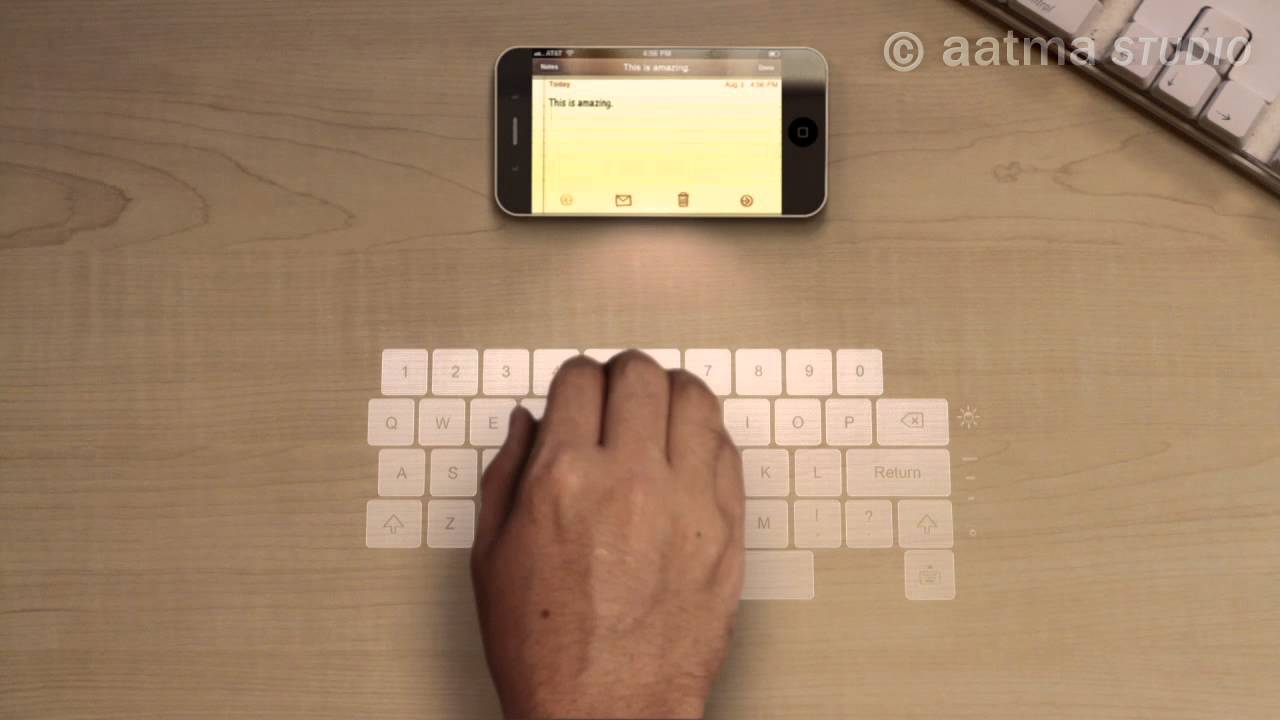 © aatma STUDIO
AT&T 4:56 PM
Notes This is amazing. Done
Today Aug 4:56 PM
This is amazing.
1 2 3 7 8 9 0
Q W E I O P
A S K L Return
Z M ! ?